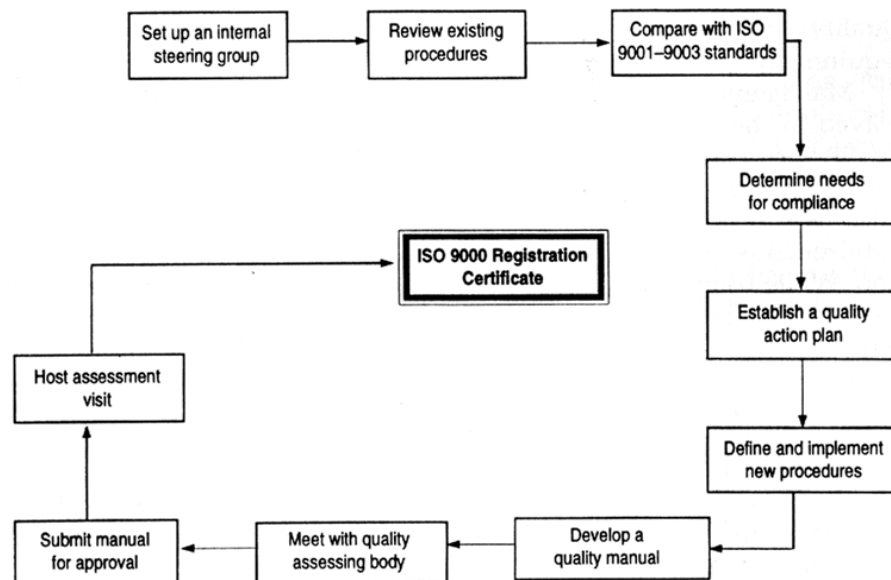 Set up an internal
steering group
Review existing
procedures
Compare with ISO
9001–9003 standards
Determine needs
for compliance
Establish a quality
action plan
Define and implement
new procedures
Develop a
quality manual
Meet with quality
assessing body
Submit manual
for approval
Host assessment
visit
ISO 9000 Registration
Certificate